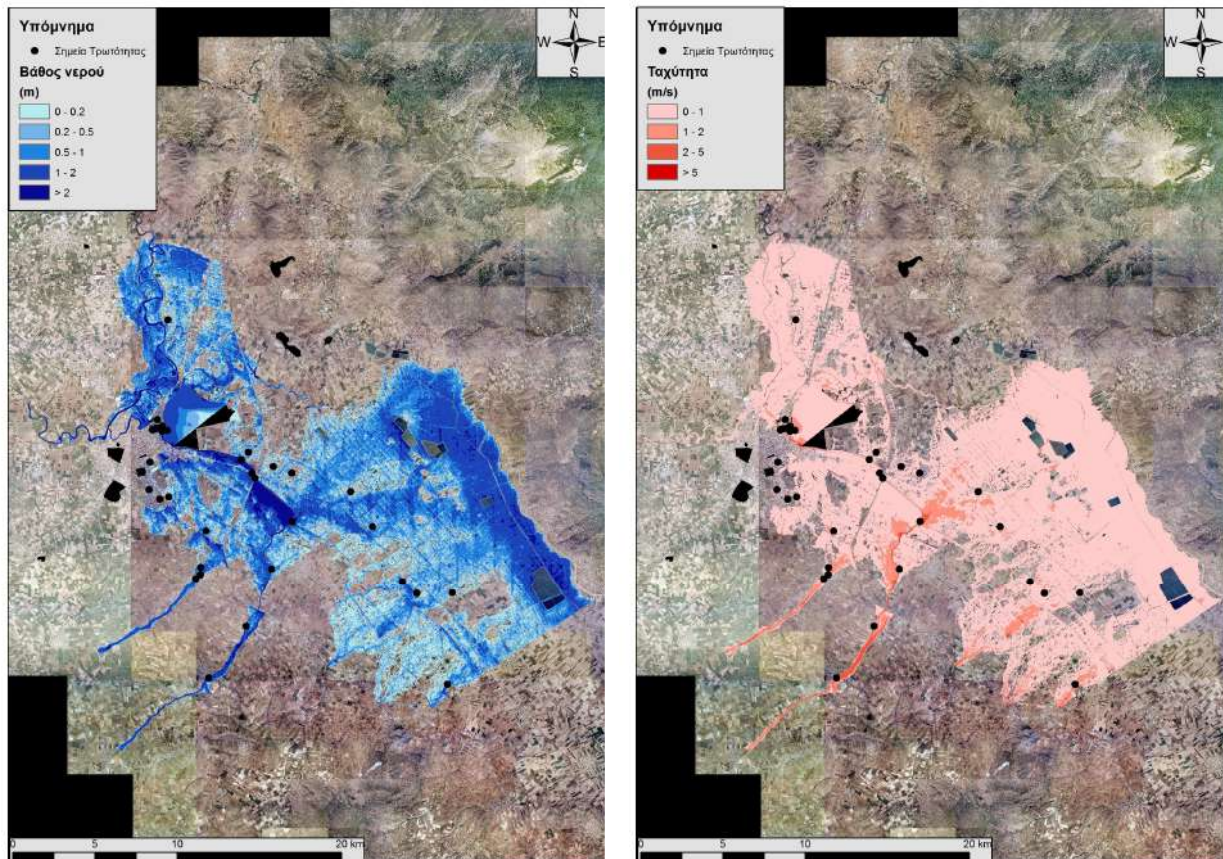 Υπόμνημα
Σημεία Τρωτότητας
Βάθος νερού
(m)
0 - 0.2
0.2 - 0.5
0.5 - 1
1 - 2
> 2
N
W E
S
0 5 10 20 km
Υπόμνημα
Σημεία Τρωτότητας
Ταχύτητα
(m/s)
0 - 1
1 - 2
2 - 5
> 5
N
W E
S
0 5 10 20 km